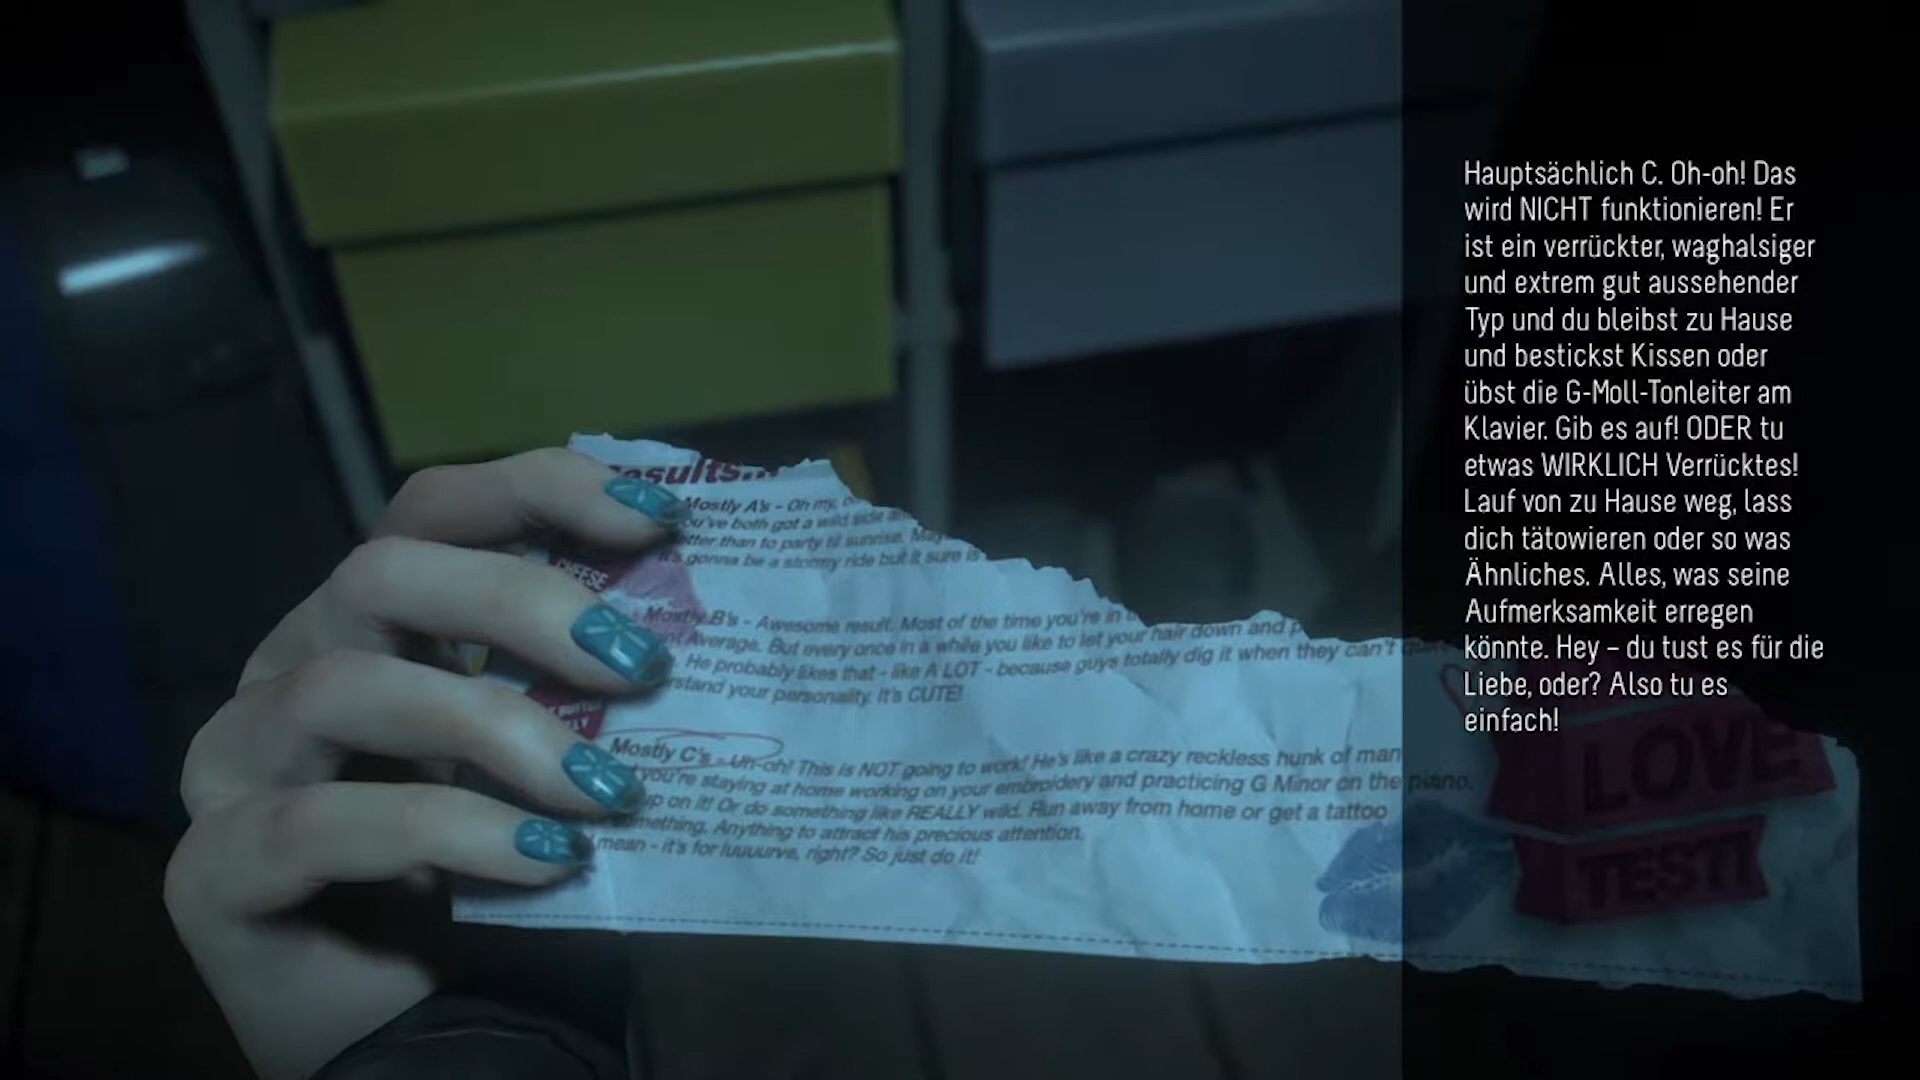 Results...
Mostly A's - Oh my,
You've both got a wild side
better than to party til sunrise.
It's gonna be a stormy ride but it sure is
CHEESE
Mostly B's - Awesome result. Most of the time you're in
Average. But every once in a while you like to let your hair down and
. He probably likes that - like A LOT - because guys totally dig it when they can't quite
your personality. It's CUTE!
Mostly C's - Uh-oh! This is NOT going to work! He's like a crazy reckless hunk of man
you're staying at home working on your embroidery and practicing G Minor on the piano.
up on it! Or do something like REALLY wild. Run away from home or get a tattoo
something. Anything to attract his precious attention.
mean - it's for luuuurve, right? So just do it!
LOVE
TEST!
Hauptsächlich C. Oh-oh! Das
wird NICHT funktionieren! Er
ist ein verrückter, waghalsiger
und extrem gut aussehender
Typ und du bleibst zu Hause
und bestickst Kissen oder
übst die G-Moll-Tonleiter am
Klavier. Gib es auf! ODER tu
etwas WIRKLICH Verrücktes!
Lauf von zu Hause weg, lass
dich tätowieren oder so was
Ähnliches. Alles, was seine
Aufmerksamkeit erregen
könnte. Hey – du tust es für die
Liebe, oder? Also tu es
einfach!